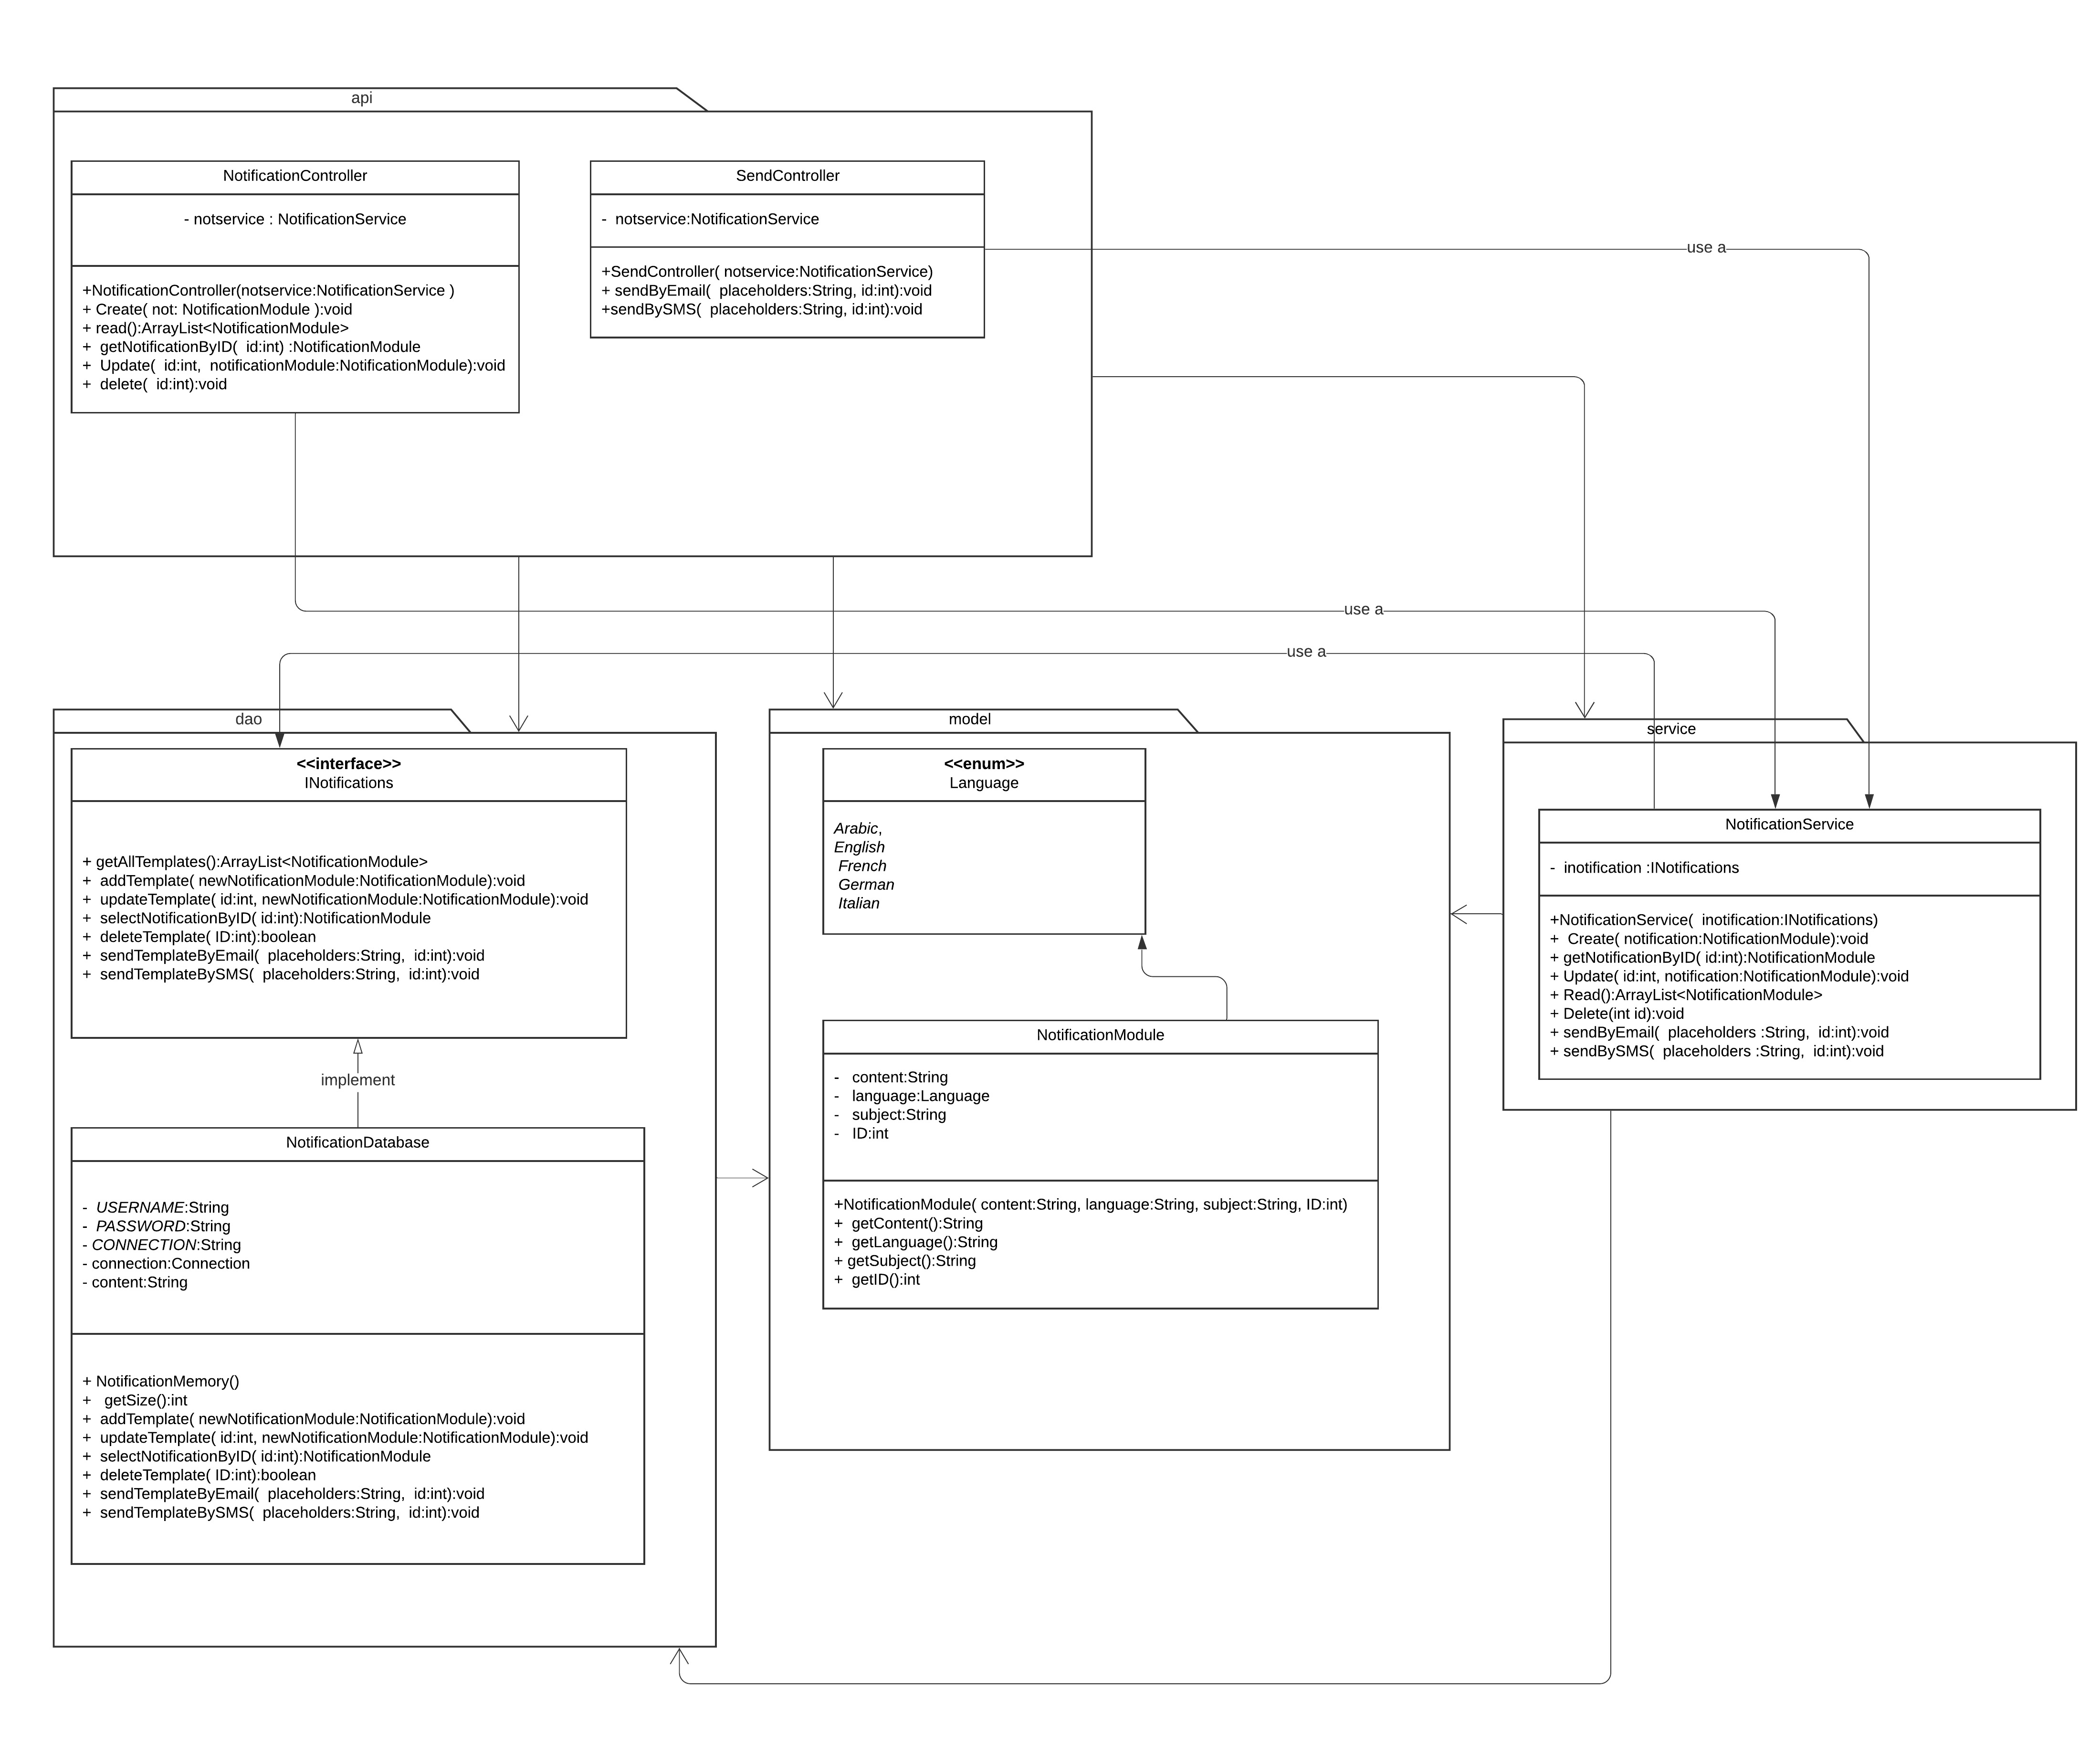 api
NotificationController
- notservice : NotificationService
+NotificationController(notservice:NotificationService )
+ Create( not: NotificationModule ):void
+ read():ArrayList<NotificationModule>
+  getNotificationByID(  id:int) :NotificationModule
+  Update(  id:int,  notificationModule:NotificationModule):void
+  delete(  id:int):void
SendController
-  notservice:NotificationService
+SendController( notservice:NotificationService)
+ sendByEmail(  placeholders:String, id:int):void
+sendBySMS(  placeholders:String, id:int):void
use a
use a
use a
dao
<<interface>>
INotifications
+ getAllTemplates():ArrayList<NotificationModule>
+  addTemplate( newNotificationModule:NotificationModule):void
+  updateTemplate( id:int, newNotificationModule:NotificationModule):void
+  selectNotificationByID( id:int):NotificationModule
+  deleteTemplate( ID:int):boolean
+  sendTemplateByEmail(  placeholders:String,  id:int):void
+  sendTemplateBySMS(  placeholders:String,  id:int):void
implement
NotificationDatabase
-  USERNAME:String
-  PASSWORD:String
- CONNECTION:String
- connection:Connection
- content:String
+ NotificationMemory()
+   getSize():int
+  addTemplate( newNotificationModule:NotificationModule):void
+  updateTemplate( id:int, newNotificationModule:NotificationModule):void
+  selectNotificationByID( id:int):NotificationModule
+  deleteTemplate( ID:int):boolean
+  sendTemplateByEmail(  placeholders:String,  id:int):void
+  sendTemplateBySMS(  placeholders:String,  id:int):void
model
<<enum>>
Language
Arabic,
English
French
German
Italian
NotificationModule
-   content:String
-   language:Language
-   subject:String
-   ID:int
+NotificationModule( content:String, language:String, subject:String, ID:int)
+  getContent():String
+  getLanguage():String
+ getSubject():String
+  getID():int
service
NotificationService
-  inotification :INotifications
+NotificationService(  inotification:INotifications)
+  Create( notification:NotificationModule):void
+ getNotificationByID( id:int):NotificationModule
+ Update( id:int, notification:NotificationModule):void
+ Read():ArrayList<NotificationModule>
+ Delete(int id):void
+ sendByEmail(  placeholders :String,  id:int):void
+ sendBySMS(  placeholders :String,  id:int):void